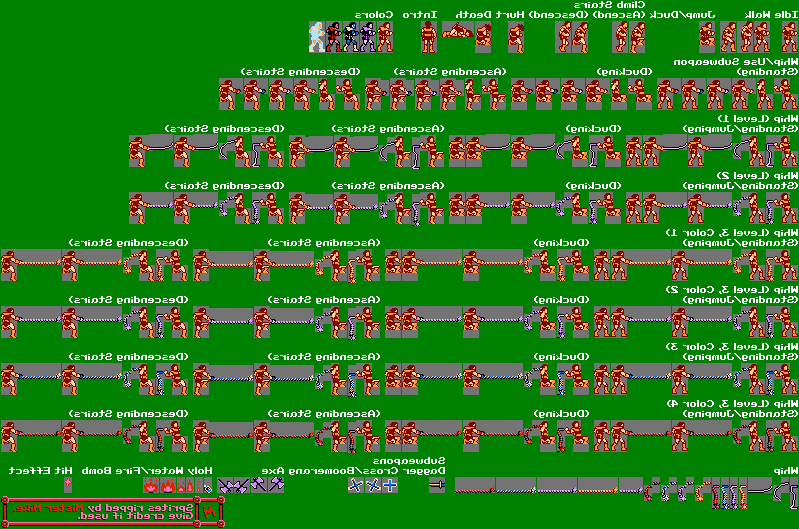 Climb Stairs
Idle Walk Jump/Duck (Ascend) (Descend) Hurt Death Intro Colors
Whip/Use Subweapon
(Standing) (Ducking) (Ascending Stairs) (Descending Stairs)
Whip (Level 1)
(Standing/Jumping) (Ducking) (Ascending Stairs) (Descending Stairs)
Whip (Level 2)
(Standing/Jumping) (Ducking) (Ascending Stairs) (Descending Stairs)
Whip (Level 3, Color 1)
(Standing/Jumping) (Ducking) (Ascending Stairs) (Descending Stairs)
Whip (Level 3, Color 2)
(Standing/Jumping) (Ducking) (Ascending Stairs) (Descending Stairs)
Whip (Level 3, Color 3)
(Standing/Jumping) (Ducking) (Ascending Stairs) (Descending Stairs)
Whip (Level 3, Color 4)
(Standing/Jumping) (Ducking) (Ascending Stairs) (Descending Stairs)
Subweapons
Whip Dagger Cross/Boomerang Axe Holy Water/Fire Bomb Hit Effect
Sprites ripped by Mister Mike.
Give credit if used.